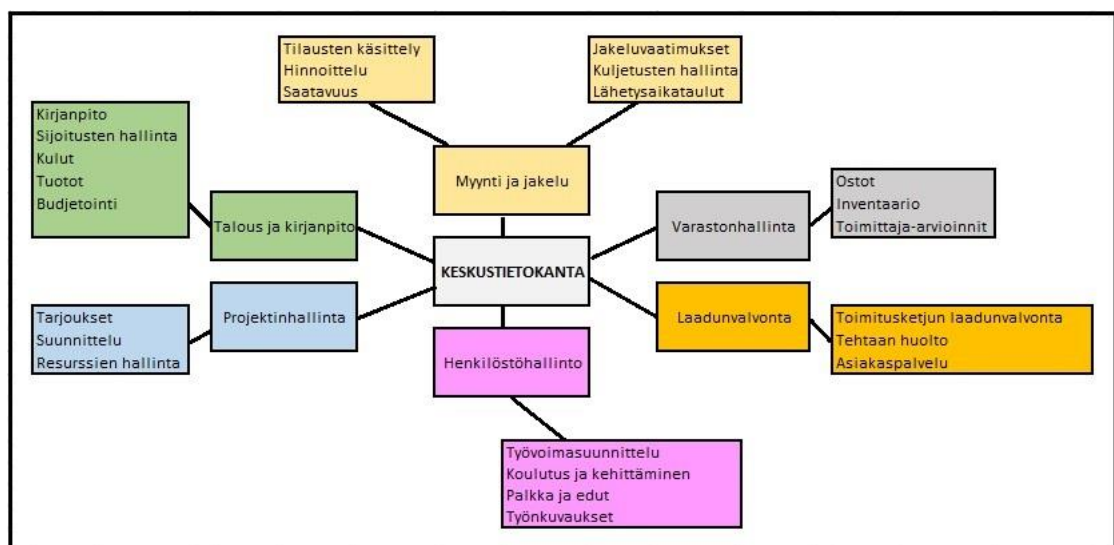 Tilausten käsittely
Hinnoittelu
Saatavuus
Jakeluvaatimukset
Kuljetusten hallinta
Lähetysaikataulut
Kirjanpito
Sijoitusten hallinta
Kulut
Tuotot
Budjetointi
Myynti ja jakelu
Ostot
Inventaario
Toimittaja-arvioinnit
Talous ja kirjanpito
Varastonhallinta
KESKUSTIETOKANTA
Tarjoukset
Suunnittelu
Resurssien hallinta
Projektinhallinta
Laadunvalvonta
Toimitusketjun laadunvalvonta
Tehtaan huolto
Asiakaspalvelu
Henkilöstöhallinto
Työvoimasuunnittelu
Koulutus ja kehittäminen
Palkka ja edut
Työnkuvaukset